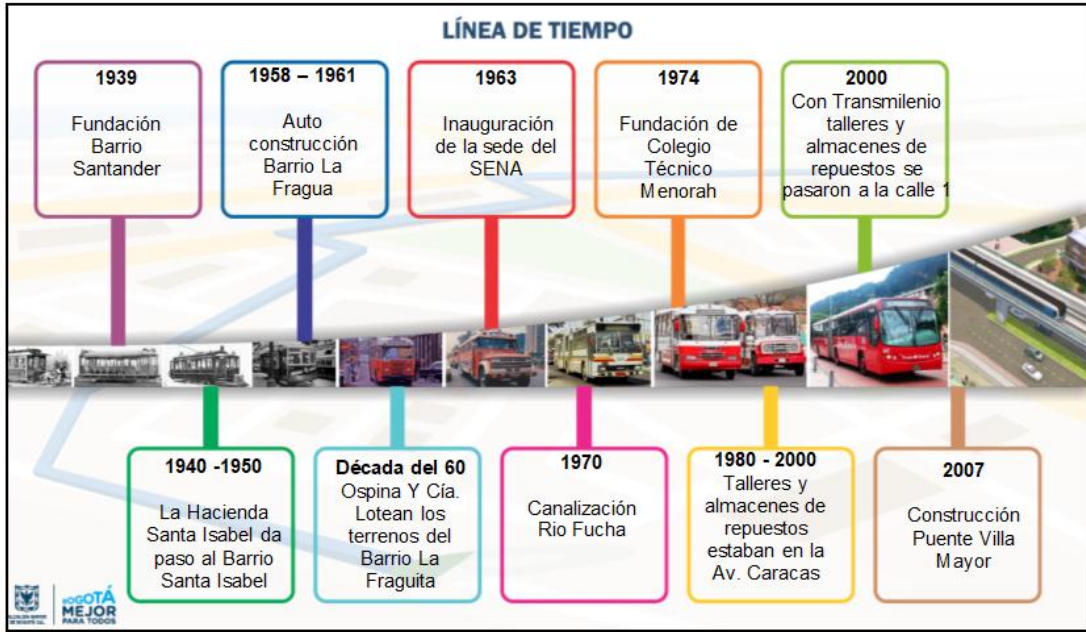 LÍNEA DE TIEMPO
1939
Fundación
Barrio
Santander
1958 – 1961
Auto
construcción
Barrio La
Fragua
1963
Inauguración
de la sede del
SENA
1974
Fundación de
Colegio
Técnico
Menorah
2000
Con Transmilenio
talleres y
almacenes de
repuestos se
pasaron a la calle 1
1940 -1950
La Hacienda
Santa Isabel da
paso al Barrio
Santa Isabel
Década del 60
Ospina Y Cía.
Lotean los
terrenos del
Barrio La
Fraguita
1970
Canalización
Rio Fucha
1980 - 2000
Talleres y
almacenes de
repuestos
estaban en la
Av. Caracas
2007
Construcción
Puente Villa
Mayor
ALCALDÍA MAYOR
DE BOGOTÁ D.C.
BOGOTÁ
MEJOR
PARA TODOS